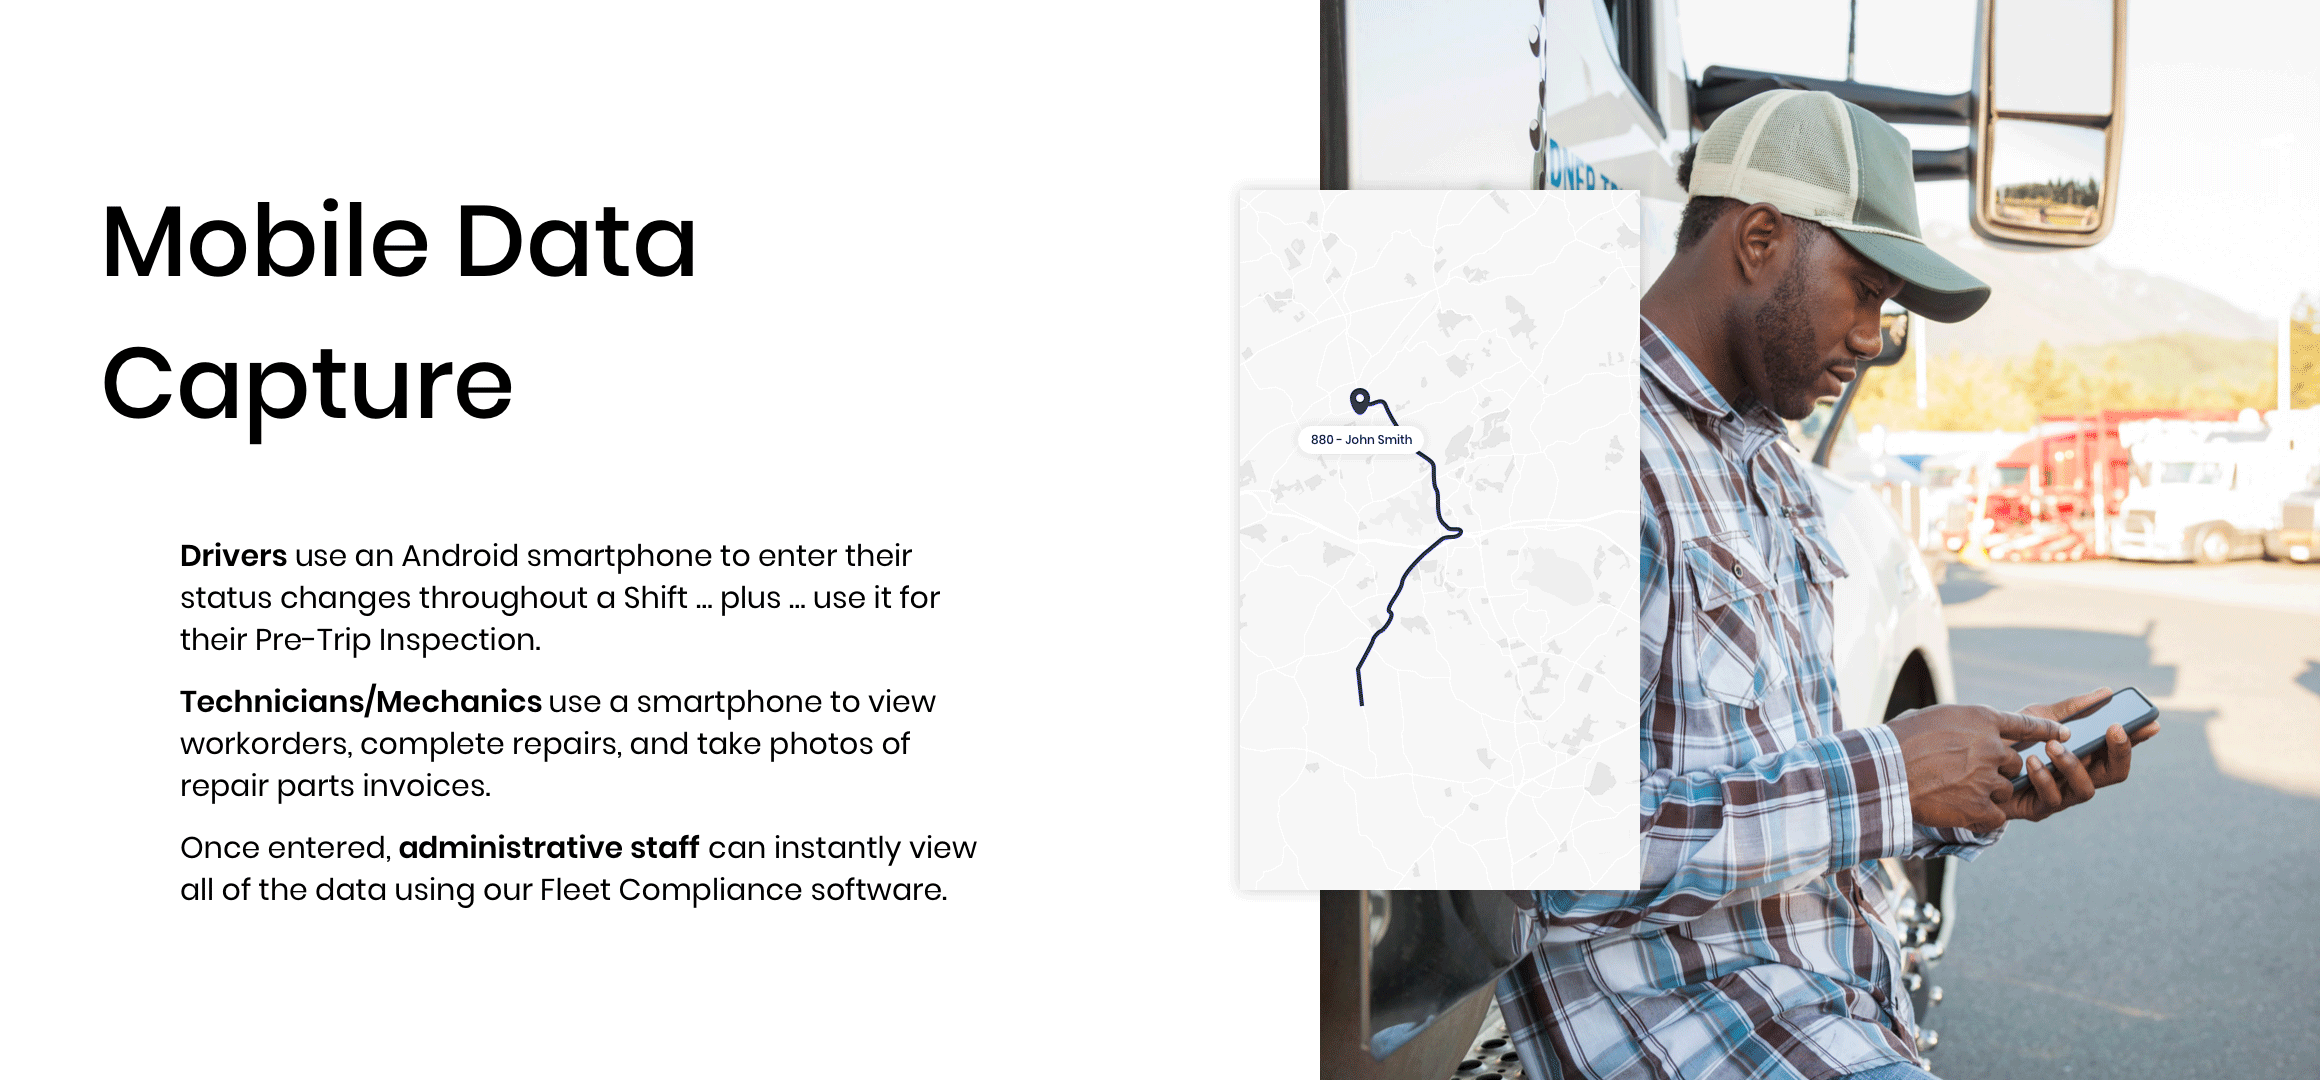 Mobile Data
Capture
Drivers use an Android smartphone to enter their
status changes throughout a Shift ... plus ... use it for
their Pre-Trip Inspection.
Technicians/Mechanics use a smartphone to view
workorders, complete repairs, and take photos of
repair parts invoices.
Once entered, administrative staff can instantly view
all of the data using our Fleet Compliance software.
880 - John Smith